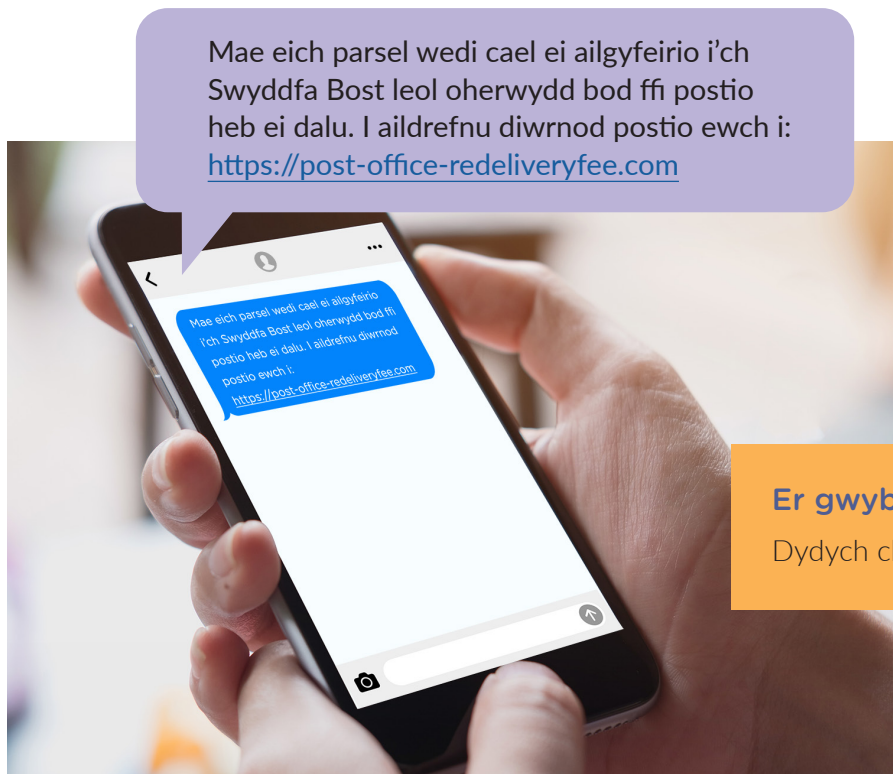 Mae eich parsel wedi cael ei ailgyfeirio i’ch
Swyddfa Bost leol oherwydd bod ffi postio
heb ei dalu. I aildrefnu diwrnod postio ewch i:
https://post-office-redeliveryfee.com
Mae eich parsel wedi cael ei ailgyfeirio
i’ch Swyddfa Bost leol oherwydd bod ffi
postio heb ei dalu. I aildrefnu diwrnod
postio ewch i:
https://post-office-redeliveryfee.com
Er
Dydych